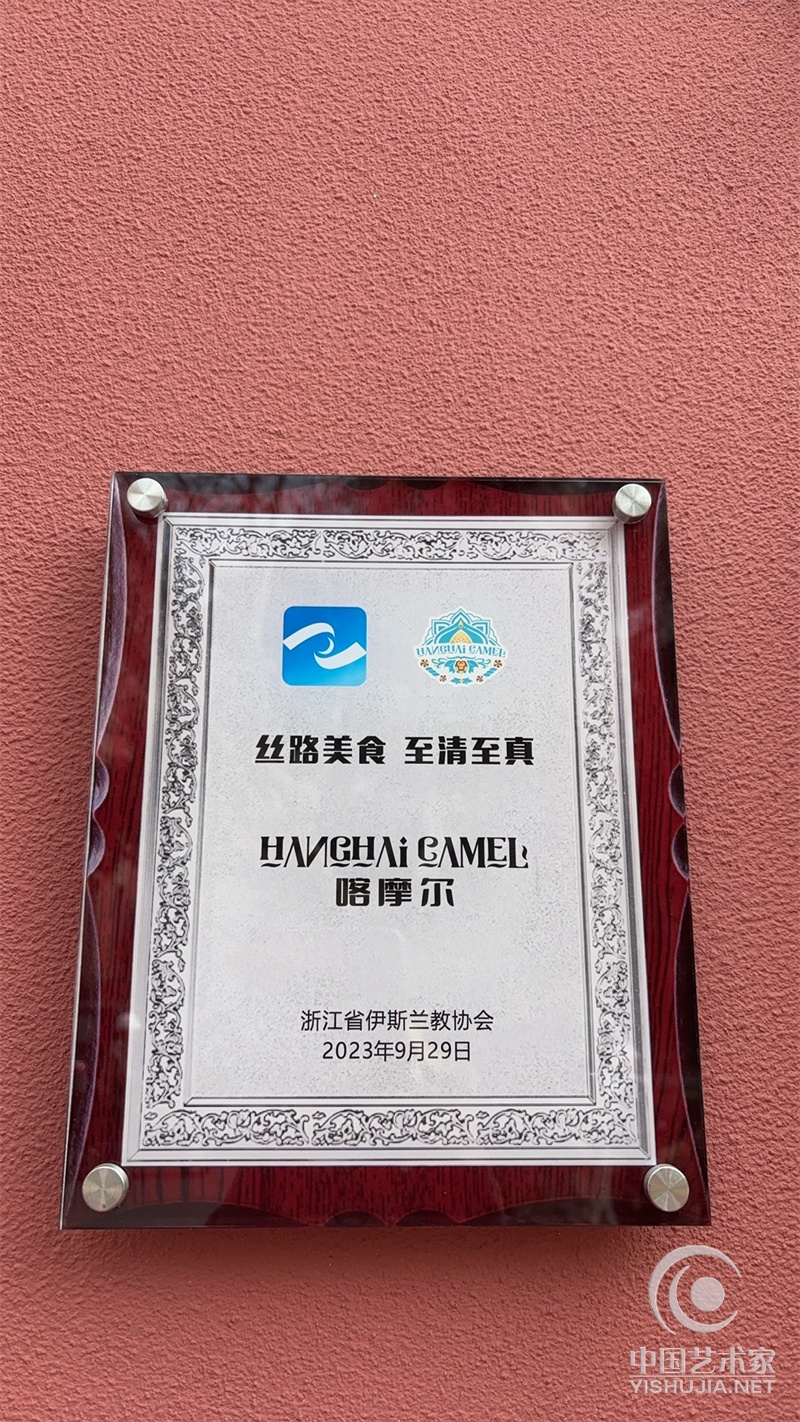 HANGHAI CAMEL
丝路美食 至清至真
HANGHAi CAMEL
喀摩尔
浙江省伊斯兰教协会
2023年9月29日
中国艺术家
YISHUJIA.NET